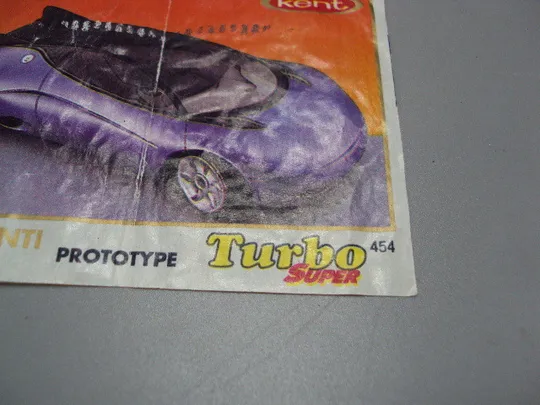 kent
NTI PROTOTYPE Turbo 454
SUPER